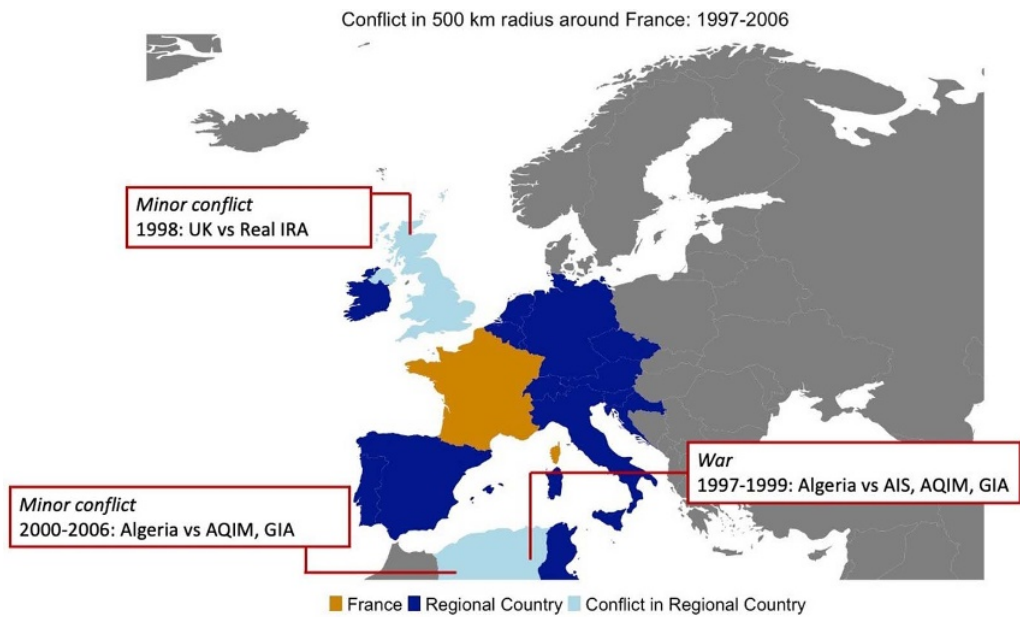 Conflict in 500 km radius around France: 1997-2006
Minor conflict
1998: UK vs Real IRA
War
1997-1999: Algeria vs AIS, AQIM, GIA
Minor conflict
2000-2006: Algeria vs AQIM, GIA
France
Regional Country
Conflict in Regional Country